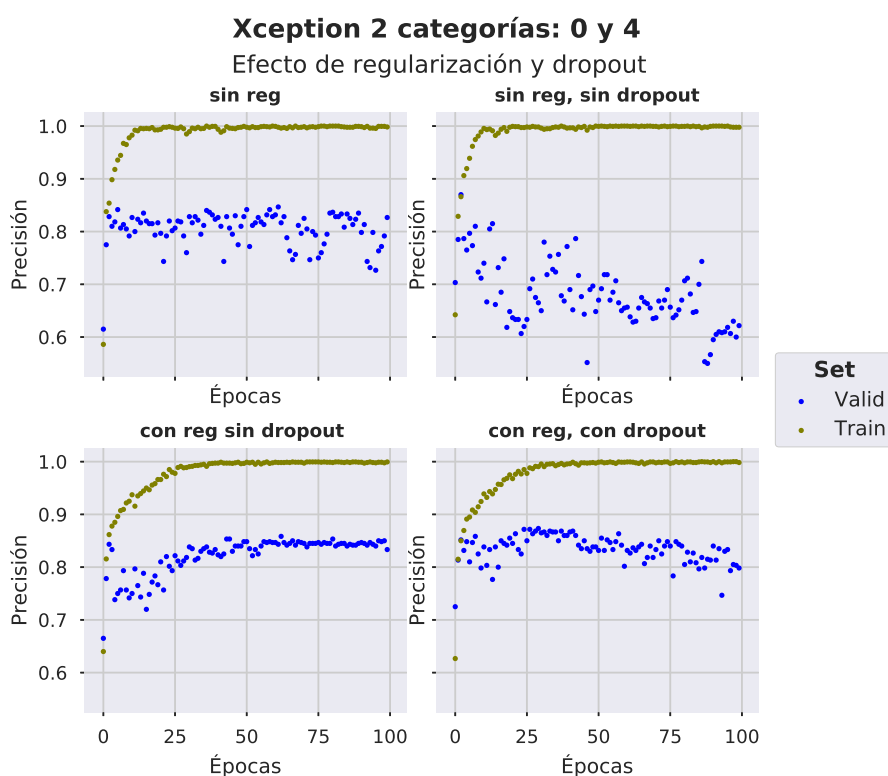 Xception 2 categorías: 0 y 4
Efecto de regularización y dropout
sin reg
sin reg, sin dropout
1.0
0.9
0.8
0.7
0.6
Precisión
Precisión
Épocas
Épocas
Set
Valid
Train
con reg sin dropout
con reg, con dropout
1.0
0.9
0.8
0.7
0.6
Precisión
Precisión
0 25 50 75 100
0 25 50 75 100
Épocas
Épocas